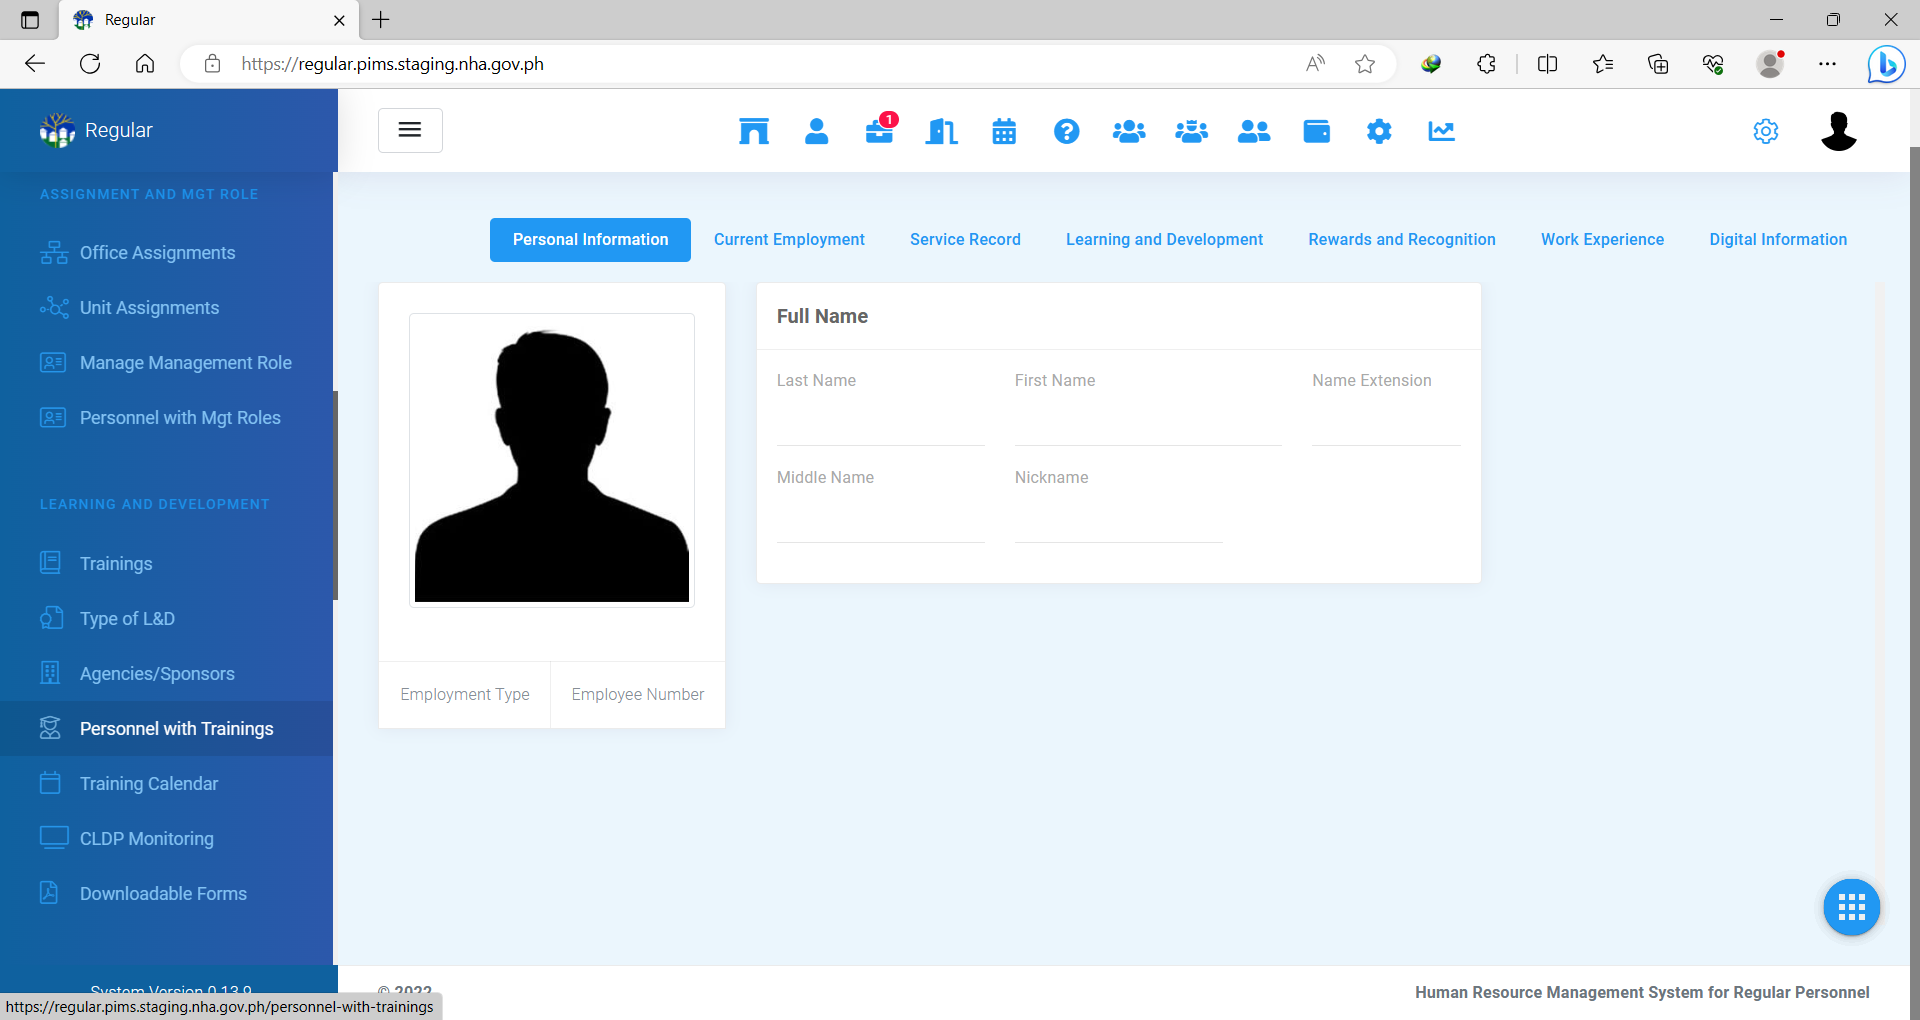 Regular
https://regular.pims.staging.nha.gov.ph
Regular
1
ASSIGNMENT AND MGT ROLE
Office Assignments
Unit Assignments
Manage Management Role
Personnel with Mgt Roles
LEARNING AND DEVELOPMENT
Trainings
Type of L&D
Agencies/Sponsors
Personnel with Trainings
Training Calendar
CLDP Monitoring
Downloadable Forms
System Version 0.13.9
https://regular.pims.staging.nha.gov.ph/personnel-with-trainings
Personal Information Current Employment Service Record Learning and Development Rewards and Recognition Work Experience Digital Information
Employment Type Employee Number
Full Name
Last Name First Name Name Extension
Middle Name Nickname
© 2022 Human Resource Management System for Regular Personnel